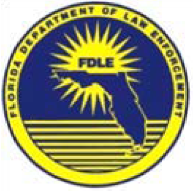 FLORIDA DEPARTMENT OF LAW ENFORCEMENT
FDLE